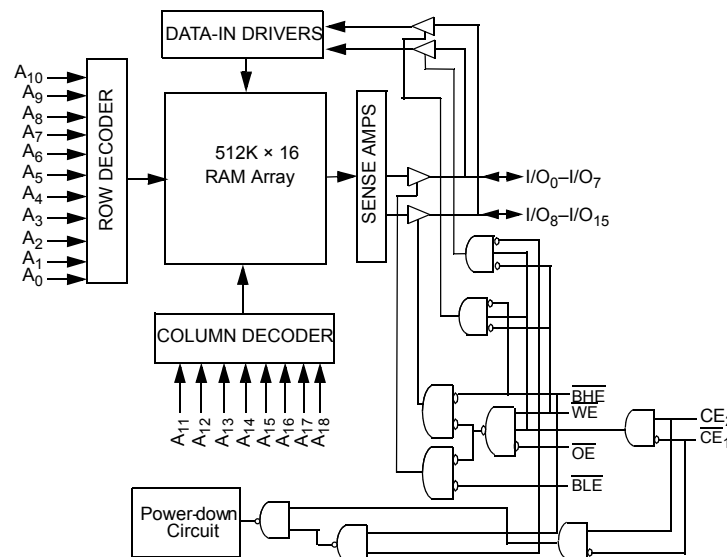 DATA-IN DRIVERS
A10
A9
A8
A7
A6
A5
A4
A3
A2
A1
A0
ROW DECODER
512K × 16
RAM Array
SENSE AMPS
I/O0–I/O7
I/O8–I/O15
COLUMN DECODER
A11
A12
A13
A14
A15
A16
A17
A18
BHE
WE
OE
BLE
CE2
CE1
Power-down
Circuit